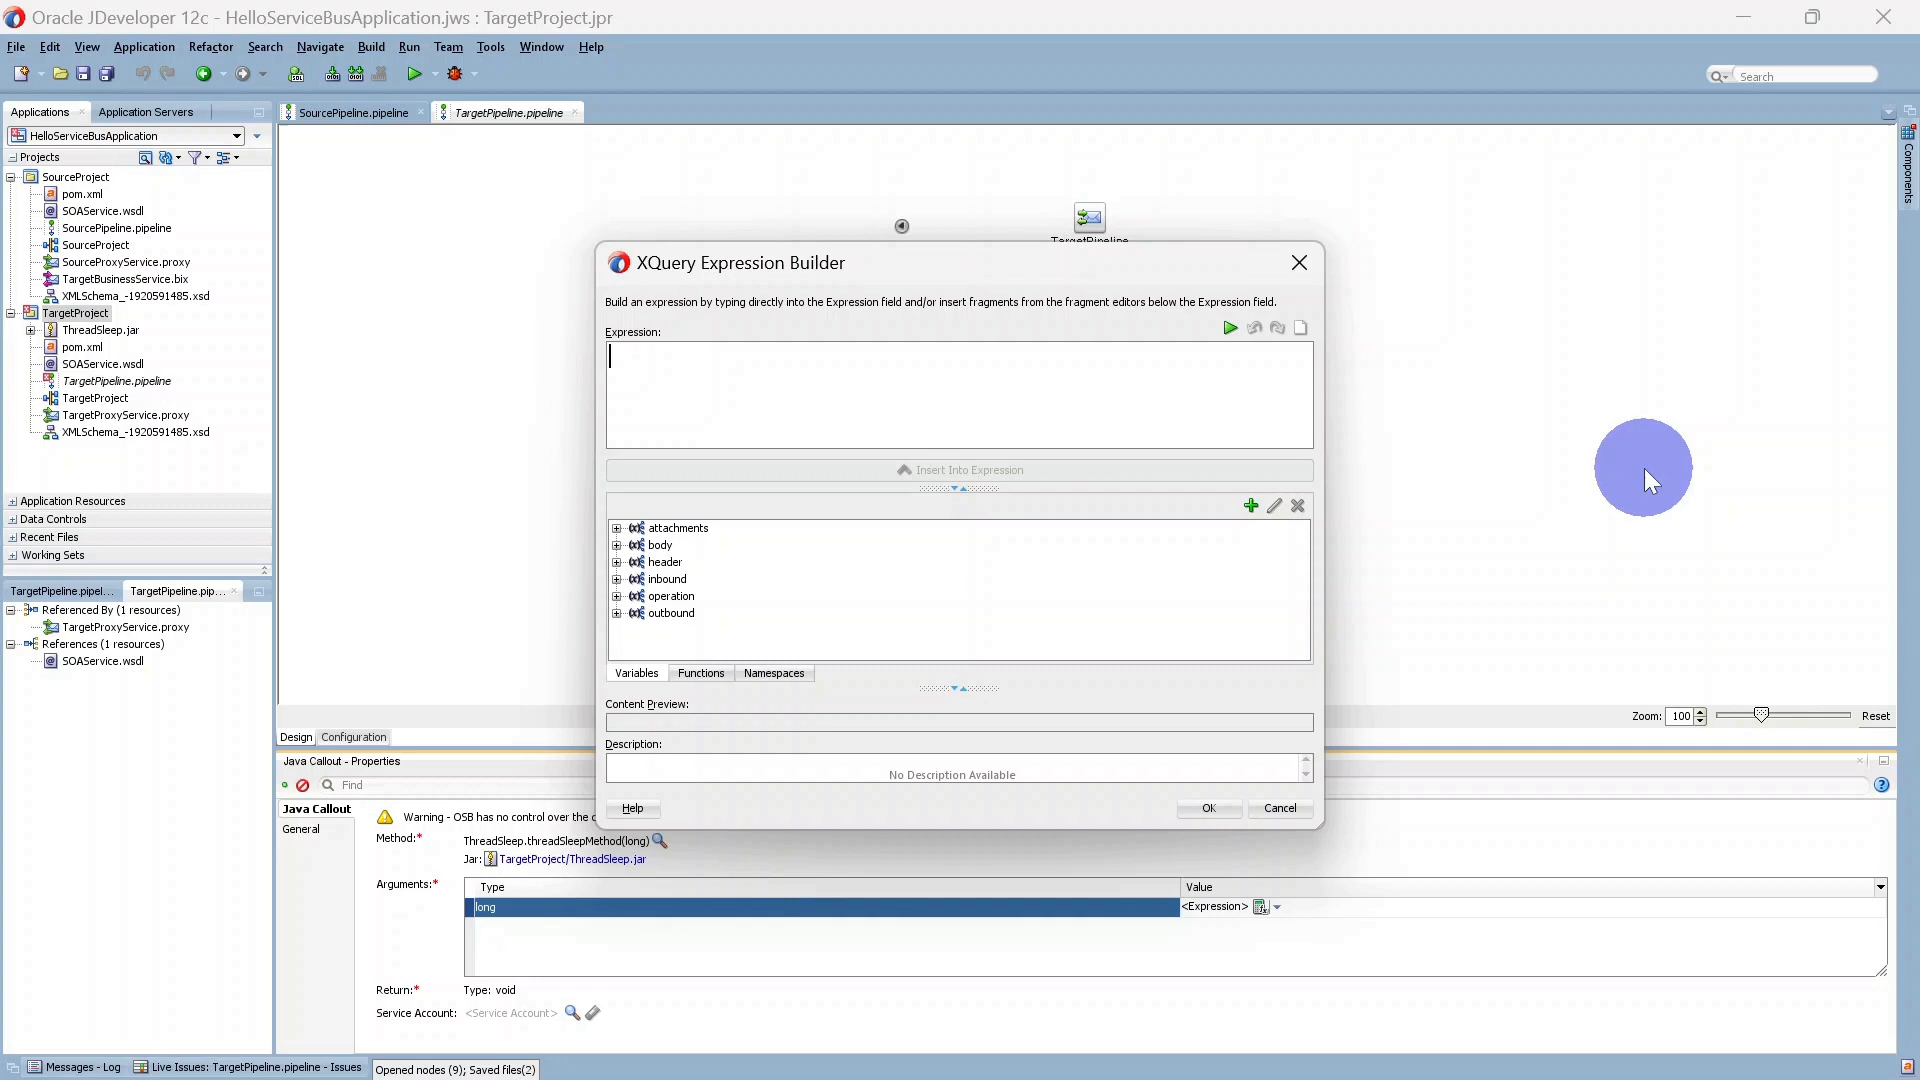 Oracle JDeveloper 12c - HelloServiceBusApplication.jws : TargetProject.jpr
File Edit View Application Refactor Search Navigate Build Run Team Tools Window Help
Search
Applications Application Servers
SourcePipeline.pipeline TargetPipeline.pipeline
HelloServiceBusApplication
Projects
Components
SourceProject
pom.xml
SOAService.wsdl
SourcePipeline.pipeline
SourceProject
SourceProxyService.proxy
TargetBusinessService.bix
XMLSchema_-1920591485.xsd
TargetProject
ThreadSleep.jar
pom.xml
SOAService.wsdl
TargetPipeline.pipeline
TargetProject
TargetProxyService.proxy
XMLSchema_-1920591485.xsd
Application Resources
Data Controls
Recent Files
Working Sets
TargetPipeline.pipel... TargetPipeline.pip...
Referenced By (1 resources)
TargetProxyService.proxy
References (1 resources)
SOAService.wsdl
TargetPipeline
XQuery Expression Builder
Build an expression by typing directly into the Expression field and/or insert fragments from the fragment editors below the Expression field.
Expression:
Insert Into Expression
attachments
body
header
inbound
operation
outbound
Variables Functions Namespaces
Content Preview:
Description:
No Description Available
Help OK Cancel
Zoom: 100 Reset
Design Configuration
Java Callout - Properties
Find
Java Callout
General
Warning - OSB has no control over the
Method:* ThreadSleep.threadSleepMethod(long)
Jar: TargetProject/ThreadSleep.jar
Arguments:* Type Value
long <Expression>
Return:* Type: void
Service Account: <Service Account>
Messages - Log Live Issues: TargetPipeline.pipeline - Issues Opened nodes (9); Saved files(2)